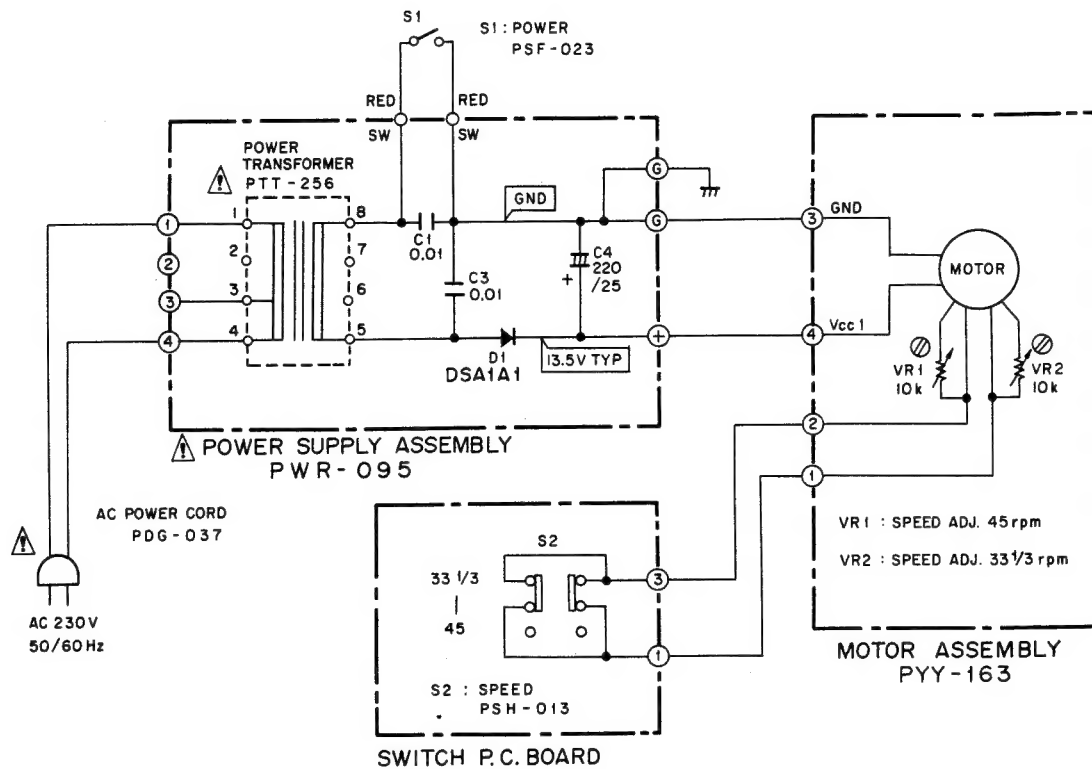 S1
S1 : POWER
PSF-023
RED
RED
SW
SW
POWER
TRANSFORMER
PTT-256
1
2
3
4
1
2
3
4
8
7
6
5
C1
0.01
C3
0.01
GND
C4
220
/25
+
D1
DSA1A1
13.5V TYP
G
G
+
POWER SUPPLY ASSEMBLY
PWR-095
AC POWER CORD
PDG-037
AC 230V
50/60Hz
3
GND
4
Vcc 1
2
1
MOTOR
VR1
10k
VR2
10k
VR1 : SPEED ADJ. 45rpm
VR2 : SPEED ADJ. 33 1/3 rpm
MOTOR ASSEMBLY
PYY-163
S2
33 1/3
|
45
3
1
S2 : SPEED
PSH-013
SWITCH P.C. BOARD